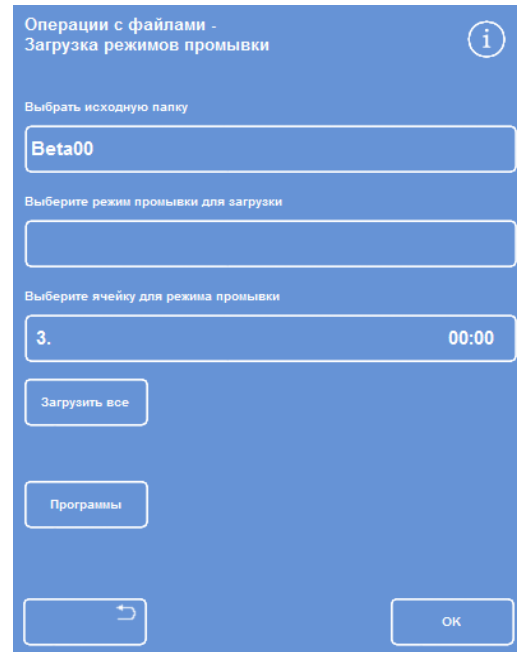 Операции с файлами -
Загрузка режимов промывки
i
Выбрать исходную папку
Beta00
Выберите режим промывки для загрузки
Выберите ячейку для режима промывки
3. 00:00
Загрузить все
Программы
OK